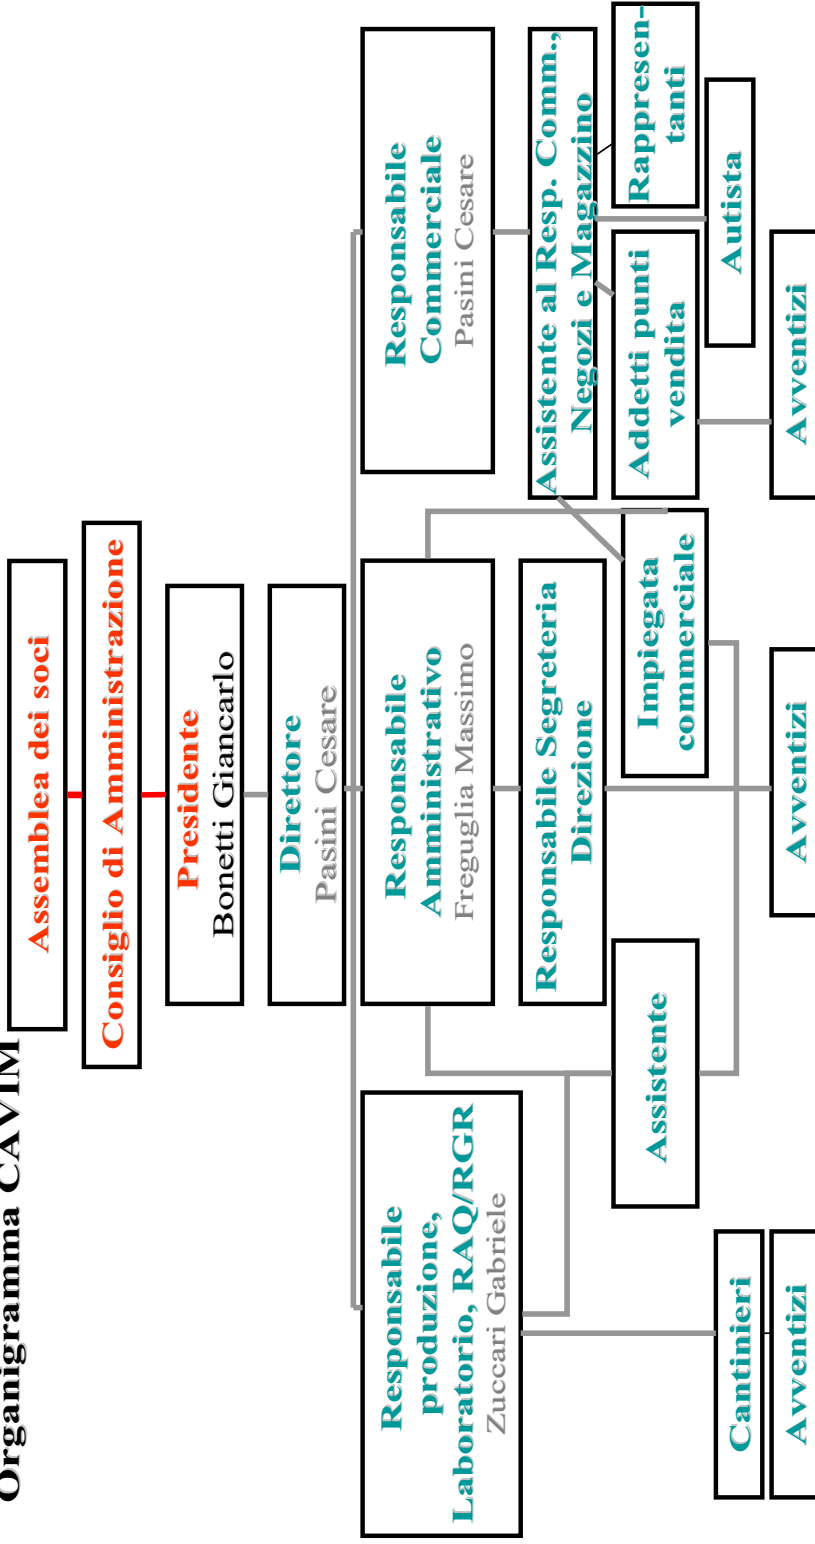 Organigramma CAVIM
Assemblea dei soci
Consiglio di Amministrazione
Presidente
Bonetti Giancarlo
Direttore
Pasini Cesare
Responsabile
produzione,
Laboratorio, RAQ/RGR
Zuccari Gabriele
Responsabile
Amministrativo
Freguglia Massimo
Responsabile
Commerciale
Pasini Cesare
Responsabile Segreteria
Direzione
Assistente al Resp. Comm.,
Negozi e Magazzino
Assistente
Impiegata
commerciale
Addetti punti
vendita
Rappresen-
tanti
Autista
Cantinieri
Avventizi
Avventizi
Avventizi